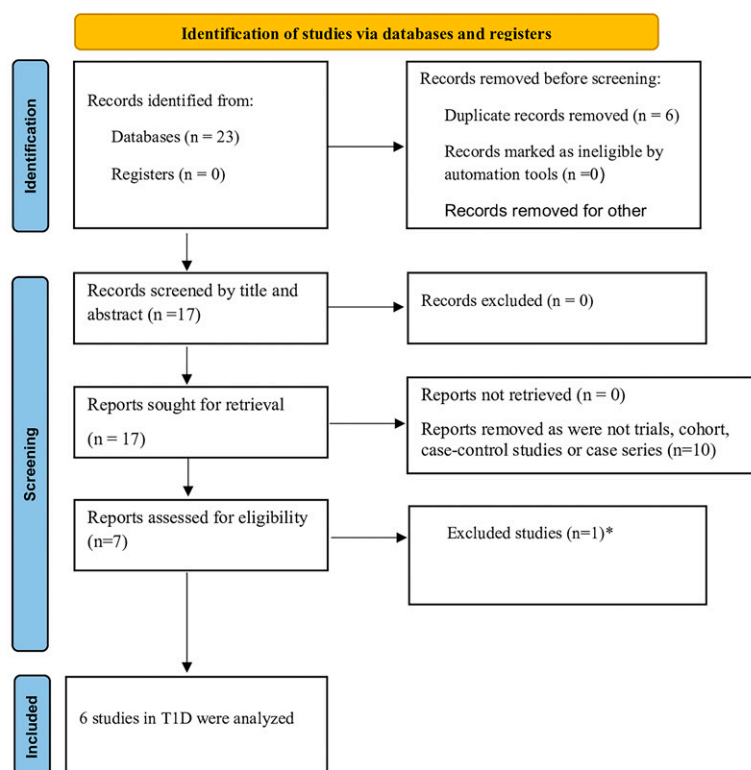 Identification of studies via databases and registers
Identification
Records identified from:
Databases (n = 23)
Registers (n = 0)
Records removed before screening:
Duplicate records removed (n = 6)
Records marked as ineligible by
automation tools (n =0)
Records removed for other
Screening
Records screened by title and
abstract (n =17)
Records excluded (n = 0)
Reports sought for retrieval
(n = 17)
Reports not retrieved (n = 0)
Reports removed as were not trials, cohort,
case-control studies or case series (n=10)
Reports assessed for eligibility
(n=7)
Excluded studies (n=1)*
Included
6 studies in T1D were analyzed